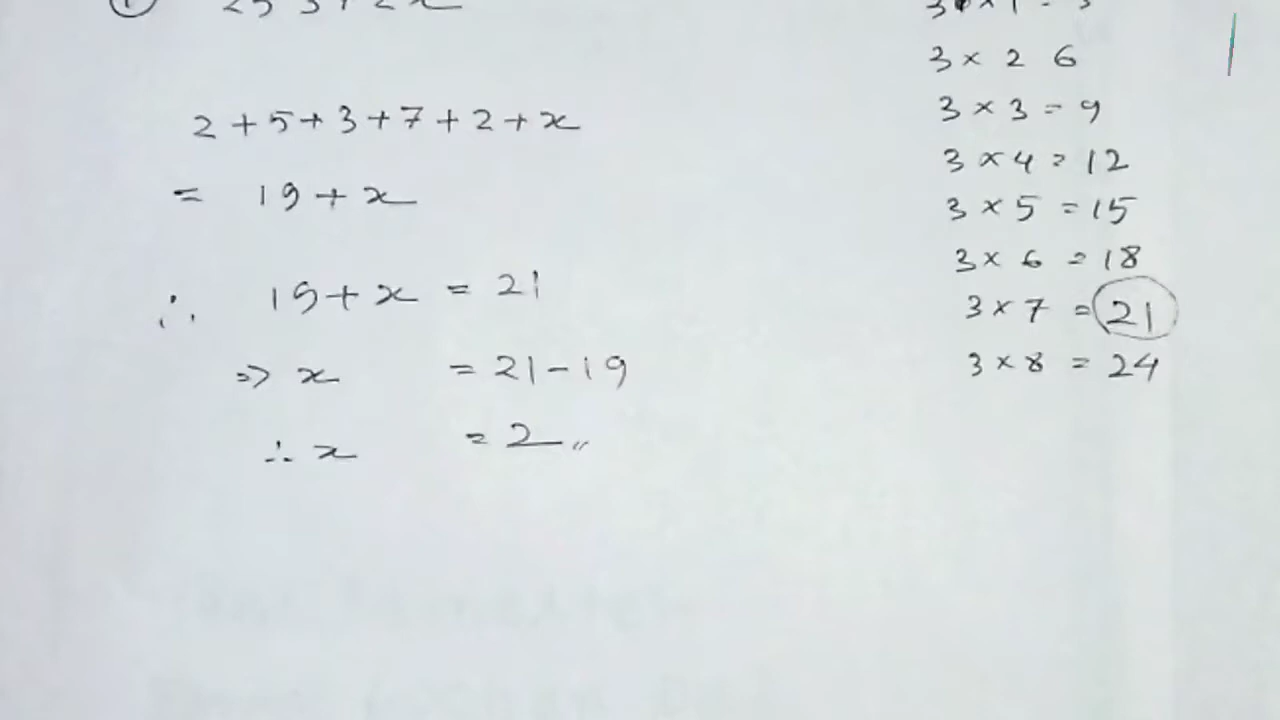 2 + 5 + 3 + 7 + 2 + x
= 19 + x
∴ 19 + x = 21
⇒ x = 21 - 19
∴ x = 2 〃
3 × 2 6
3 × 3 = 9
3 × 4 = 12
3 × 5 = 15
3 × 6 = 18
3 × 7 = 21
3 × 8 = 24